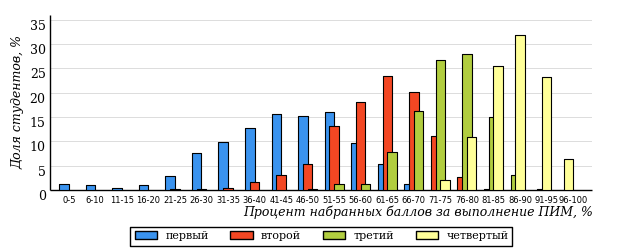 Доля студентов, %
35
30
25
20
15
10
5
0
0-5 6-10 11-15 16-20 21-25 26-30 31-35 36-40 41-45 46-50 51-55 56-60 61-65 66-70 71-75 76-80 81-85 86-90 91-95 96-100
Процент набранных баллов за выполнение ПИМ, %
первый второй третий четвертый